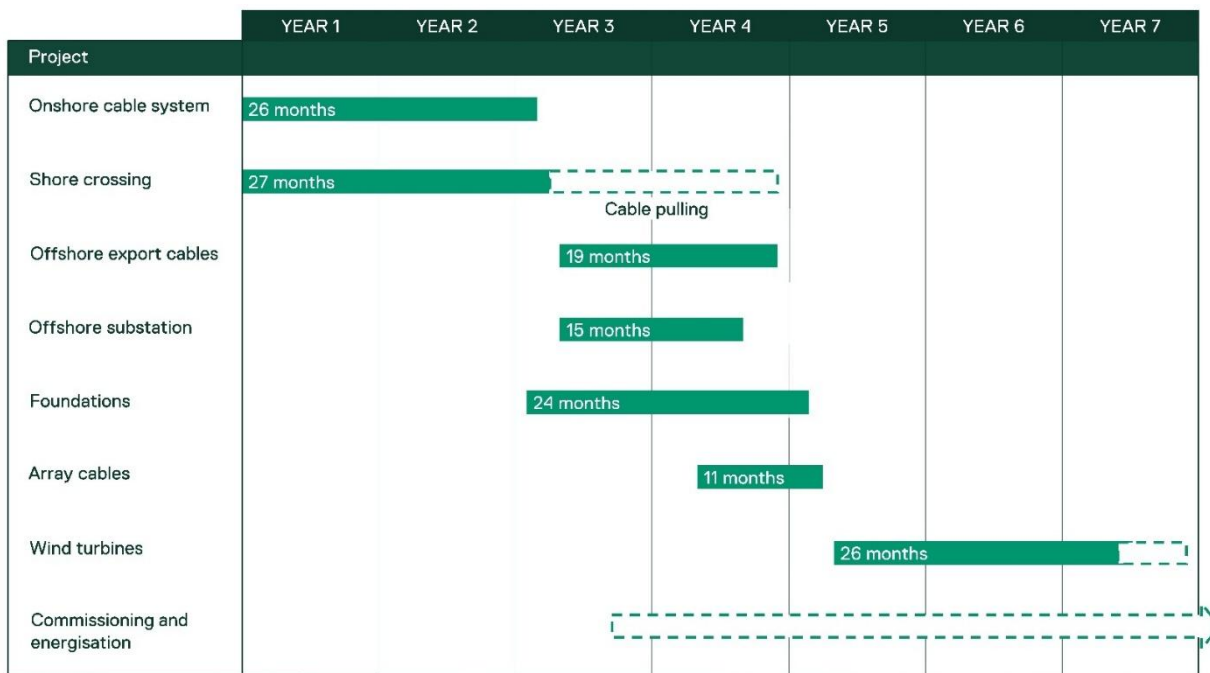 YEAR 1 YEAR 2 YEAR 3 YEAR 4 YEAR 5 YEAR 6 YEAR 7
Project
Onshore cable system 26 months
Shore crossing 27 months
Cable pulling
Offshore export cables 19 months
Offshore substation 15 months
Foundations 24 months
Array cables 11 months
Wind turbines 26 months
Commissioning and
energisation